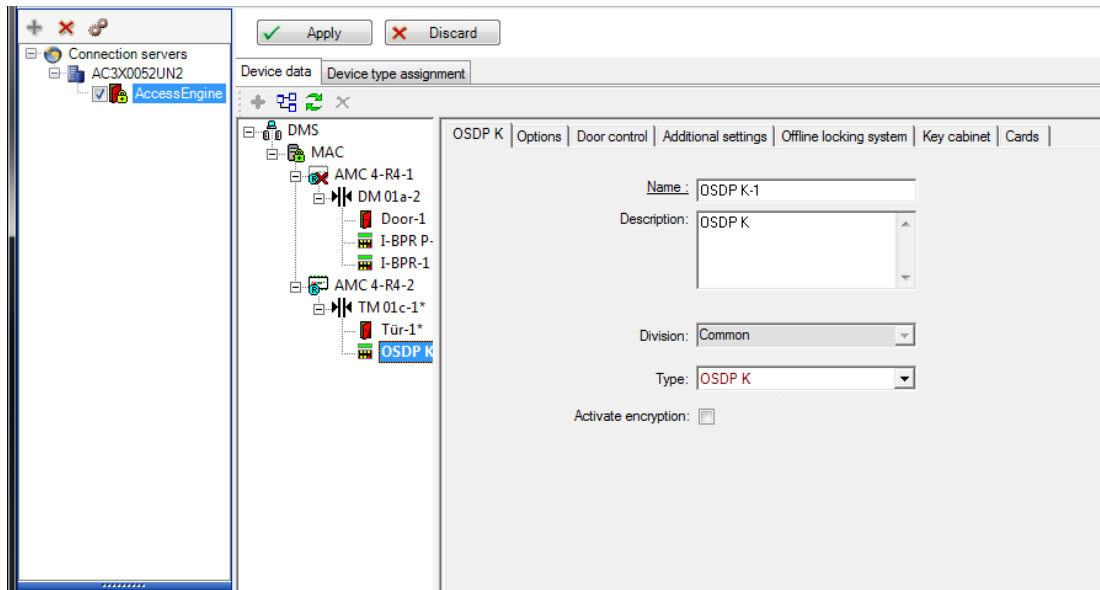 Apply Discard
Connection servers
AC3X0052UN2
AccessEngine
Device data Device type assignment
DMS
MAC
AMC 4-R4-1
DM 01a-2
Door-1
I-BPR P-
I-BPR-1
AMC 4-R4-2
TM 01c-1*
Tür-1*
OSDP K
OSDP K Options Door control Additional settings Offline locking system Key cabinet Cards
Name : OSDP K-1
Description: OSDP K
Division: Common
Type: OSDP K
Activate encryption: